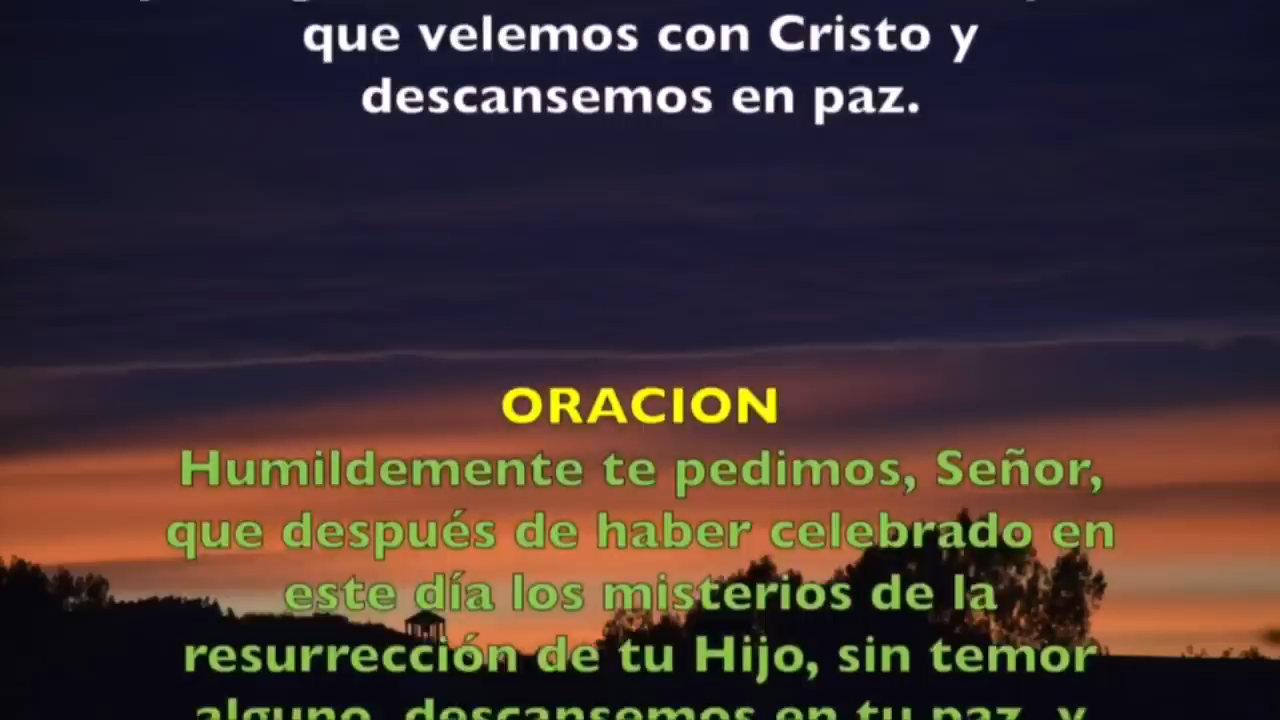 que velemos con Cristo y
descansemos en paz.
ORACION
Humildemente te pedimos, Señor,
que después de haber celebrado en
este día los misterios de la
resurrección de tu Hijo, sin temor
alguno, descansemos en tu paz, y